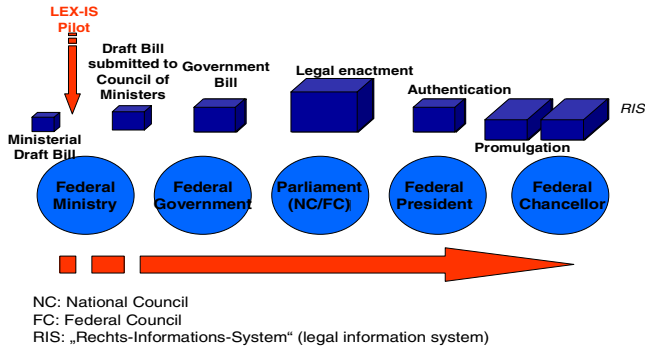 LEX-IS
Pilot
Draft Bill
submitted to
Council of
Ministers
Government
Bill
Legal enactment
Authentication
RIS
Ministerial
Draft Bill
Promulgation
Federal
Ministry
Federal
Government
Parliament
(NC/FC)
Federal
President
Federal
Chancellor
NC: National Council
FC: Federal Council
RIS: „Rechts-Informations-System“ (legal information system)